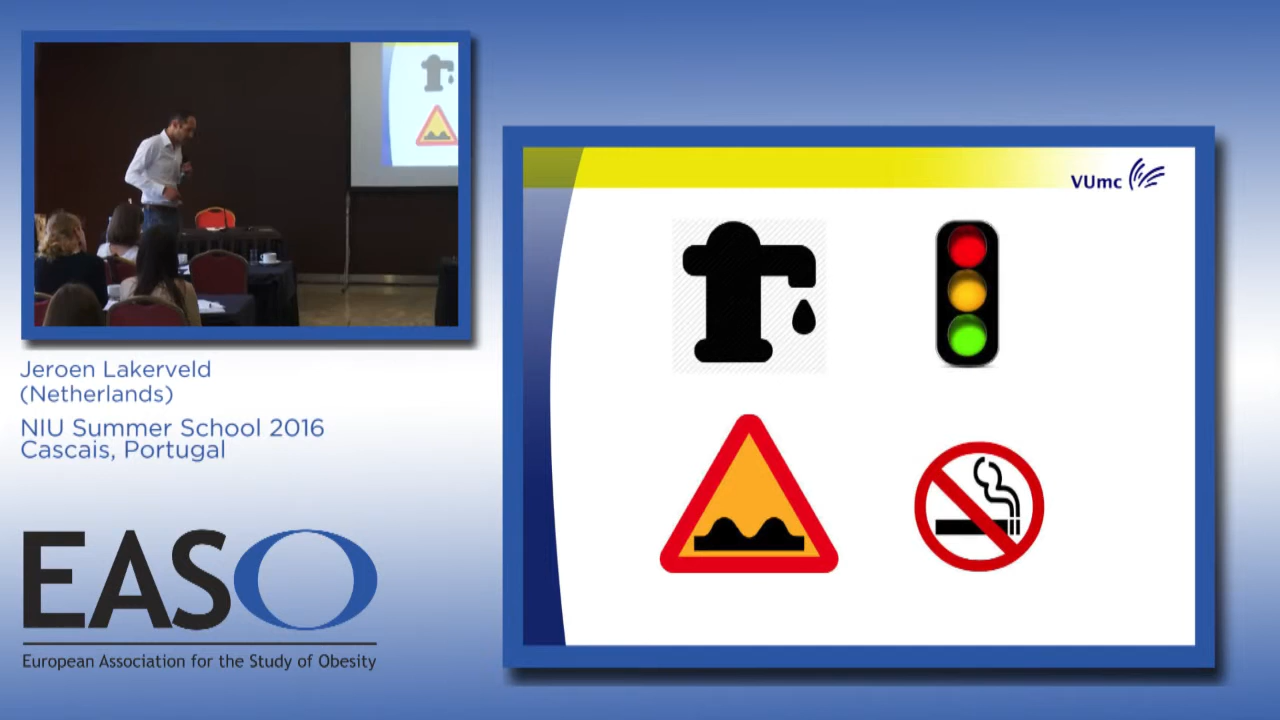 Jeroen Lakerveld
(Netherlands)
NIU Summer School 2016
Cascais, Portugal
EASO
European Association for the Study of Obesity
VUmc